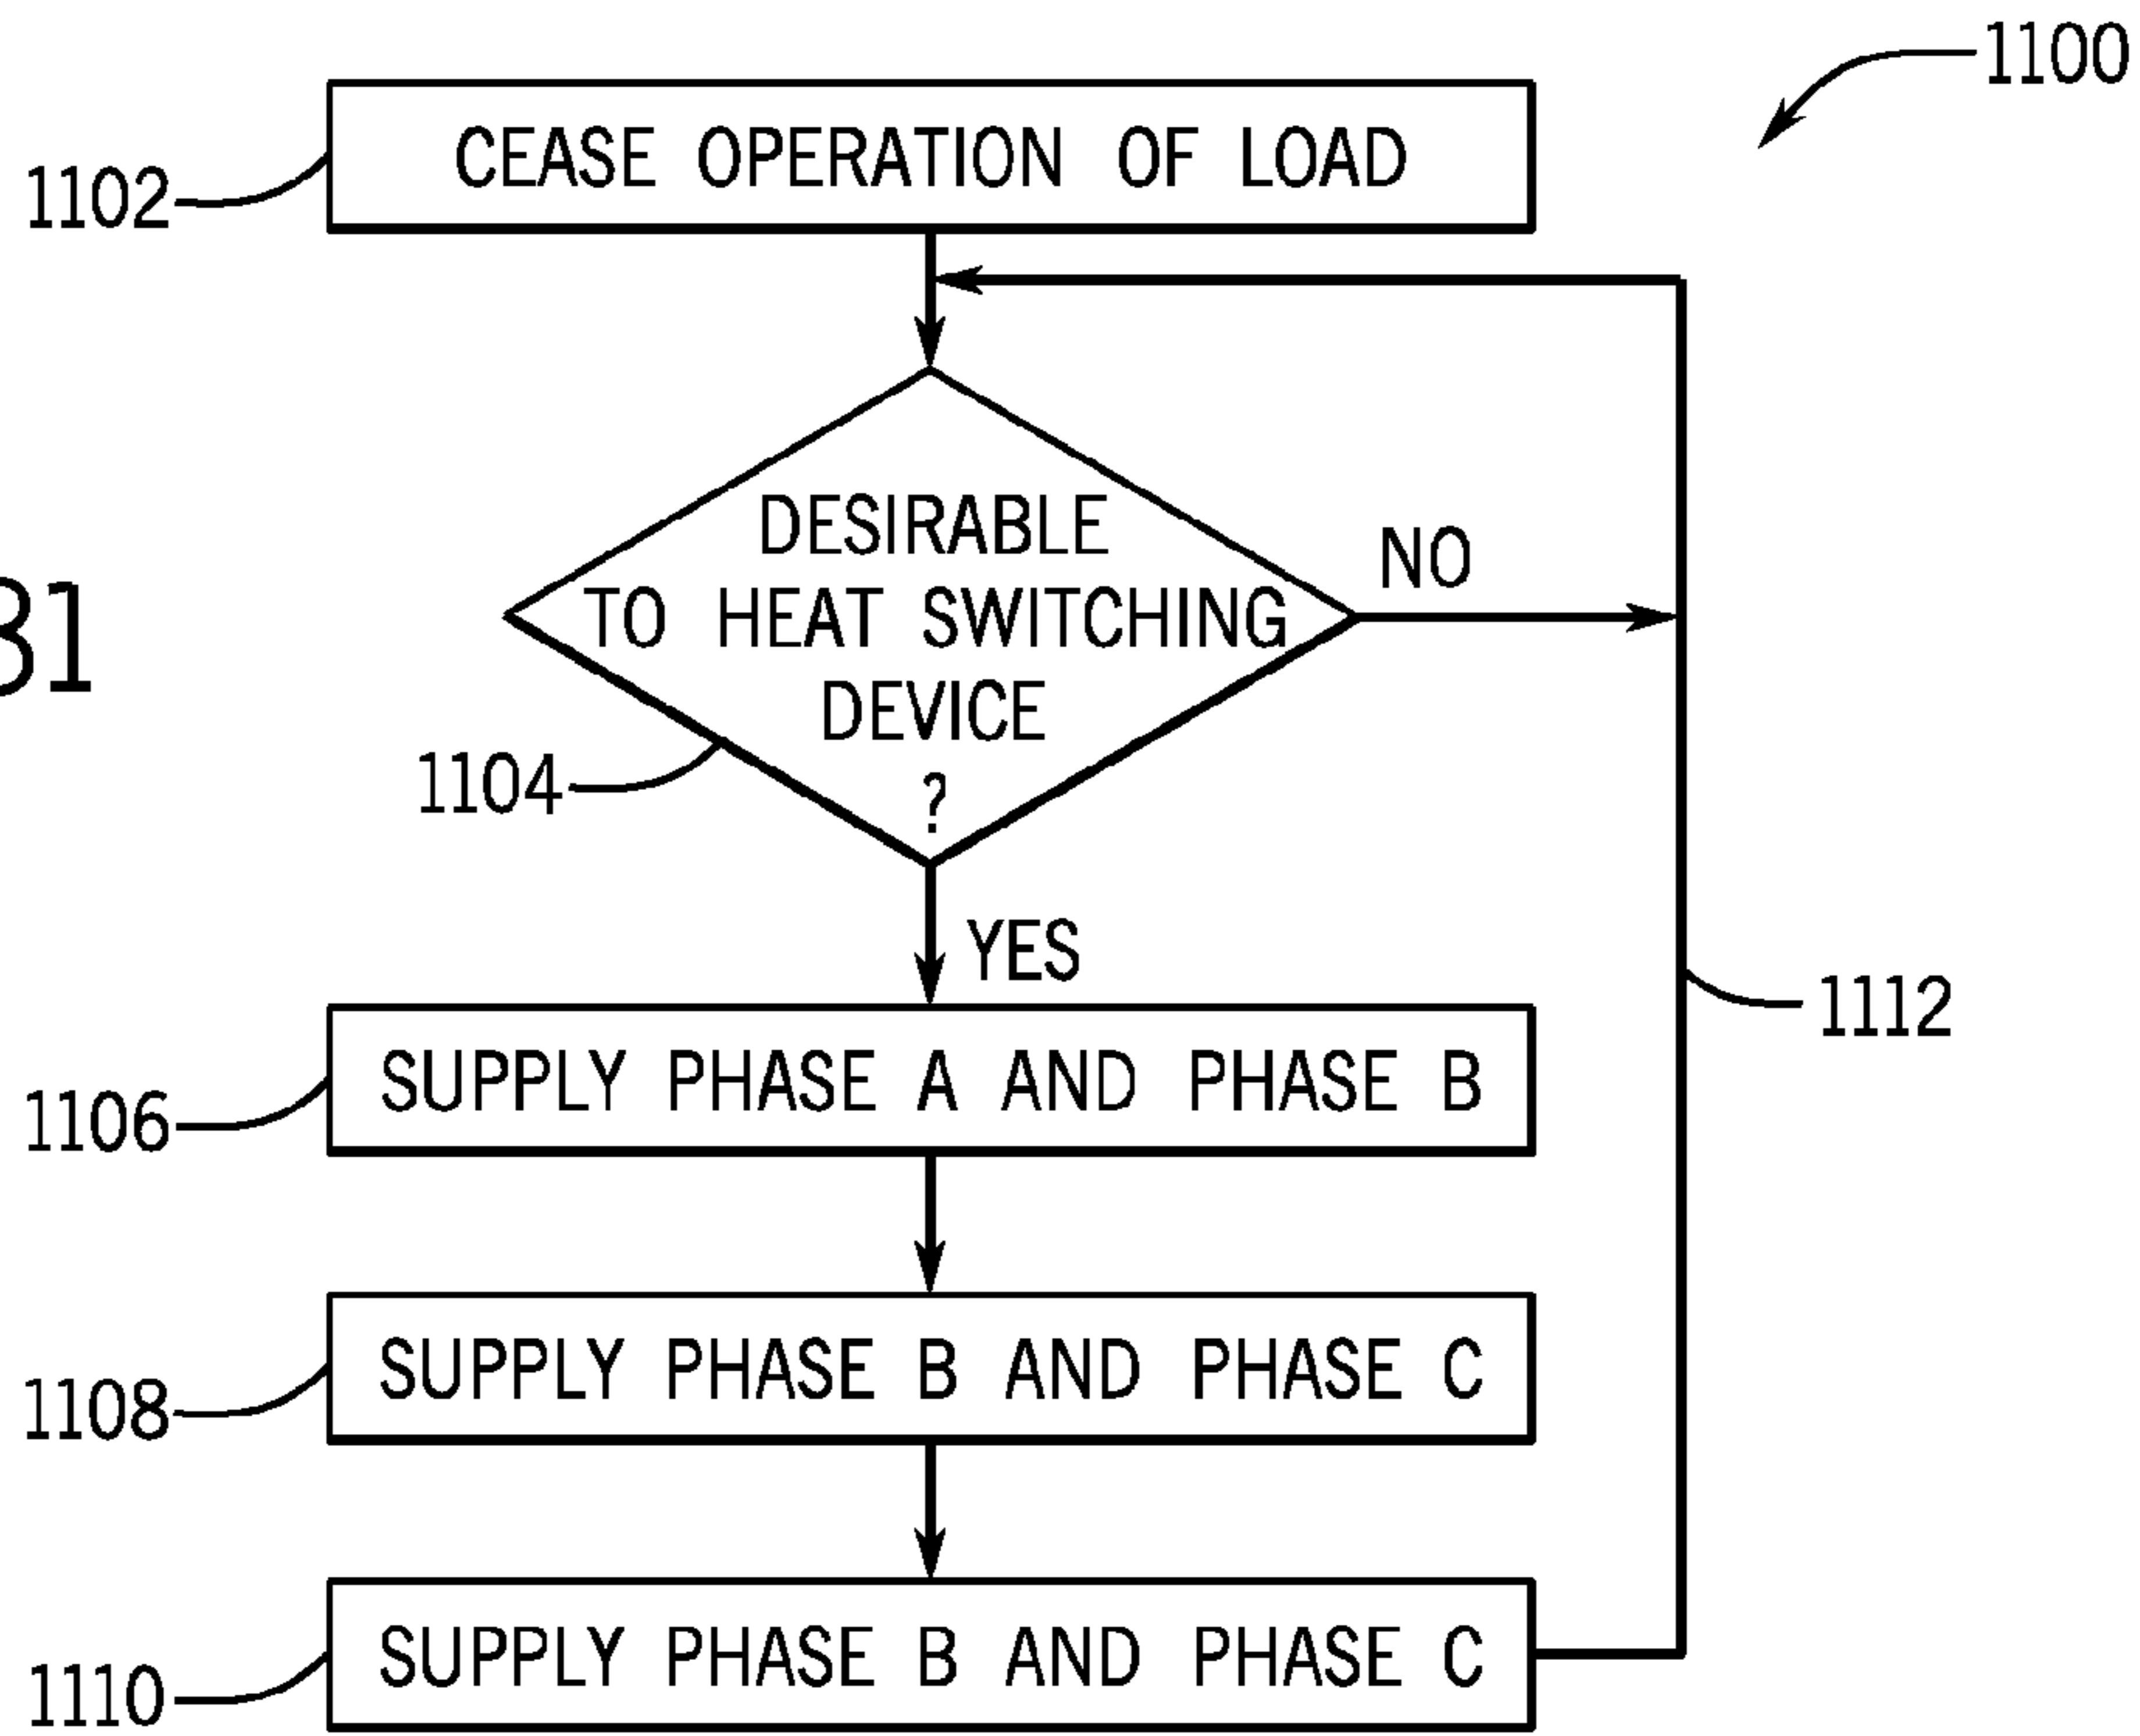 1100
CEASE OPERATION OF LOAD
1102
DESIRABLE
TO HEAT SWITCHING
DEVICE
?
NO
31
1104
YES
1112
SUPPLY PHASE A AND PHASE B
1106
SUPPLY PHASE B AND PHASE C
1108
SUPPLY PHASE B AND PHASE C
1110